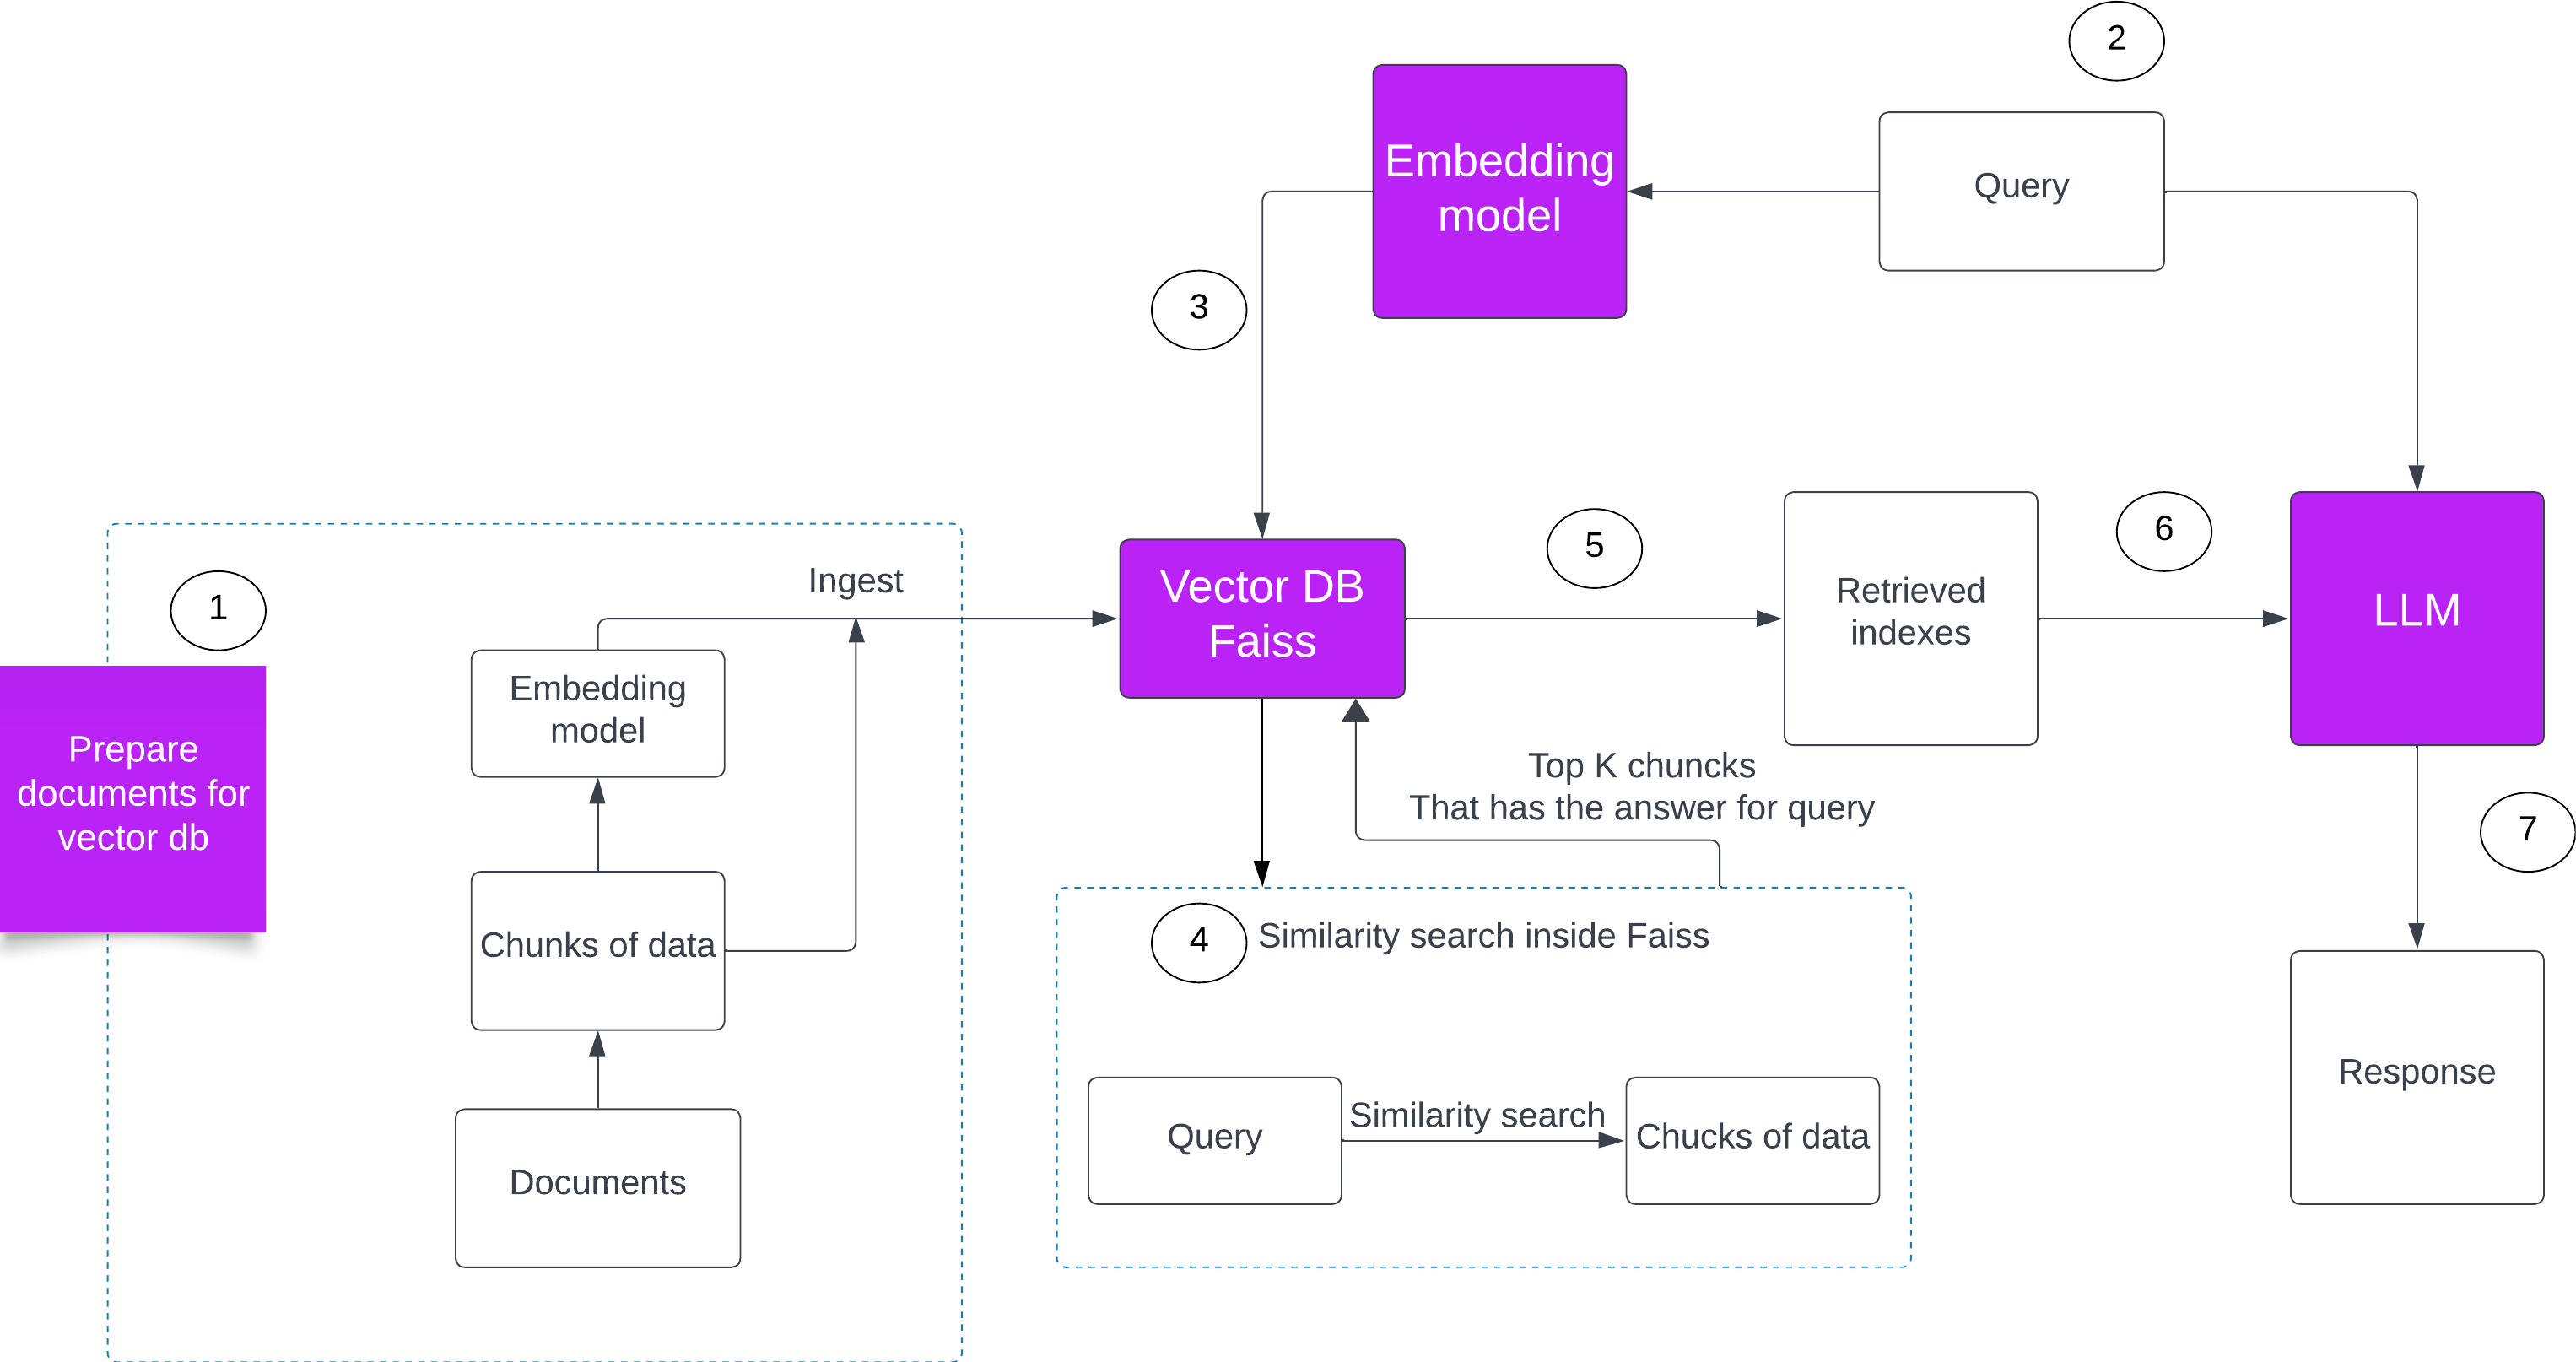 2
Embedding
model
Query
3
1
Ingest
Vector DB
Faiss
5
Retrieved
indexes
6
LLM
Prepare
documents for
vector db
Embedding
model
Top K chuncks
That has the answer for query
7
Chunks of data
4
Similarity search inside Faiss
Documents
Query
Similarity search
Chucks of data
Response